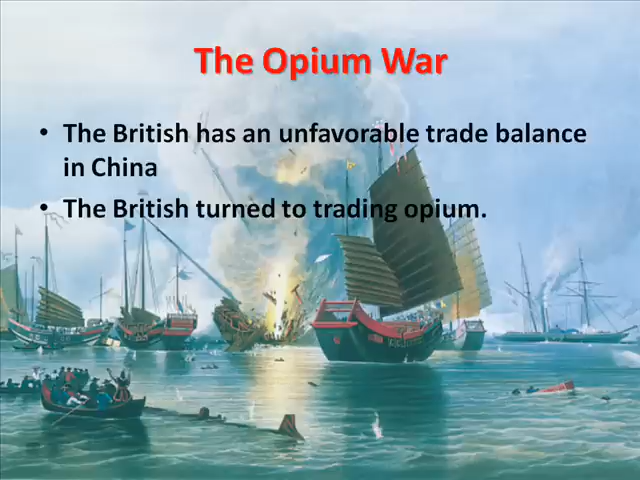 The Opium War
• The British has an unfavorable trade balance
in China
• The British turned to trading opium.